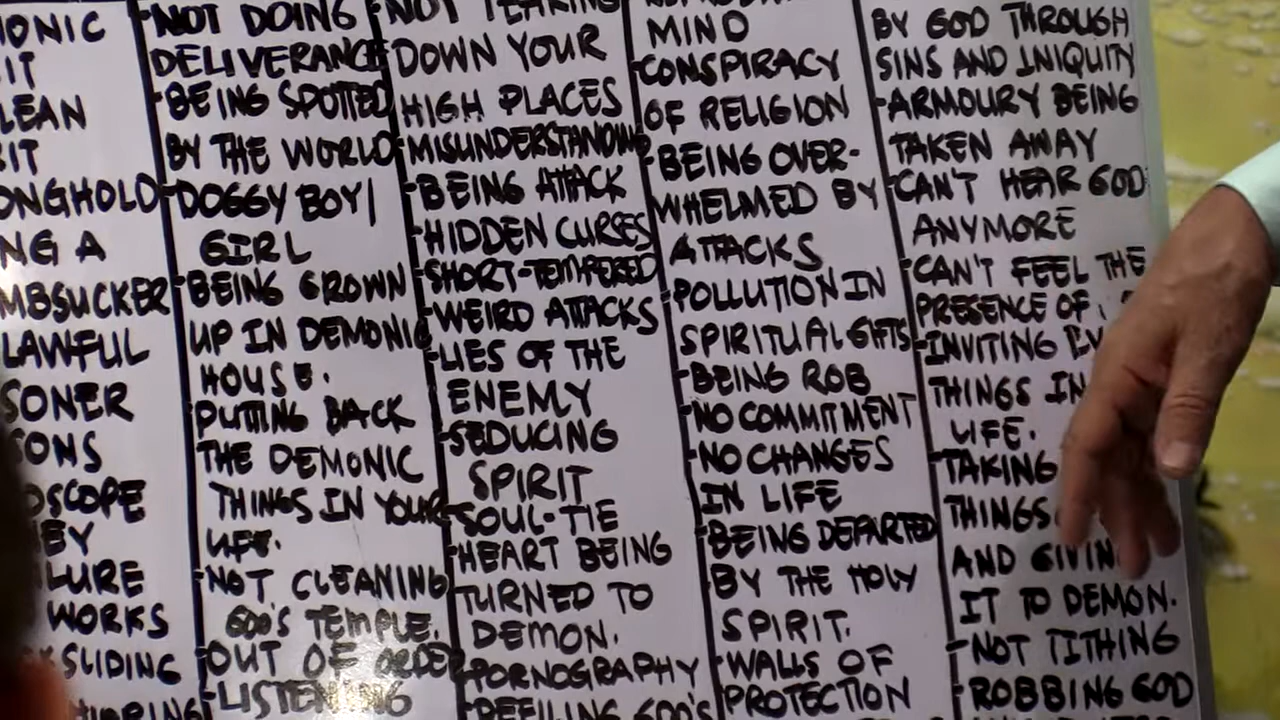 ONIC
IT
LEAN
IT
ONGHOLD
NG A
MBSUCKER
LAWFUL
SONER
SONS
OSCOPE
EY
LURE
WORKS
SLIDING
-NOT DOING
DELIVERANCE
-BEING SPOTTED
BY THE WORLD
-DOGGY BOY/
GIRL
-BEING GROWN
UP IN DEMONIC
HOUSE.
-PUTTING BACK
THE DEMONIC
THINGS IN YOUR
LIFE.
-NOT CLEANING
GOD'S TEMPLE.
-OUT OF ORDER
-LISTENING
-NOT TEARING
DOWN YOUR
HIGH PLACES
-MISUNDERSTANDING
-BEING ATTACK
-HIDDEN CURSES
-SHORT-TEMPERED
-WEIRD ATTACKS
-LIES OF THE
ENEMY
-SEDUCING
SPIRIT
-SOUL-TIE
-HEART BEING
TURNED TO
DEMON.
-PORNOGRAPHY
-DEFILING GOD'S
MIND
-CONSPIRACY
OF RELIGION
-BEING OVER-
WHELMED BY
ATTACKS
-POLLUTION IN
SPIRITUAL GIFTS
-BEING ROB
-NO COMMITMENT
-NO CHANGES
IN LIFE
-BEING DEPARTED
BY THE HOLY
SPIRIT.
-WALLS OF
PROTECTION
BY GOD THROUGH
SINS AND INIQUITY
-ARMOURY BEING
TAKEN AWAY
-CAN'T HEAR GOD
ANYMORE
-CAN'T FEEL THE
PRESENCE OF
-INVITING EV
THINGS IN
LIFE.
-TAKING
THINGS
AND GIVIN
IT TO DEMON.
-NOT TITHING
-ROBBING GOD